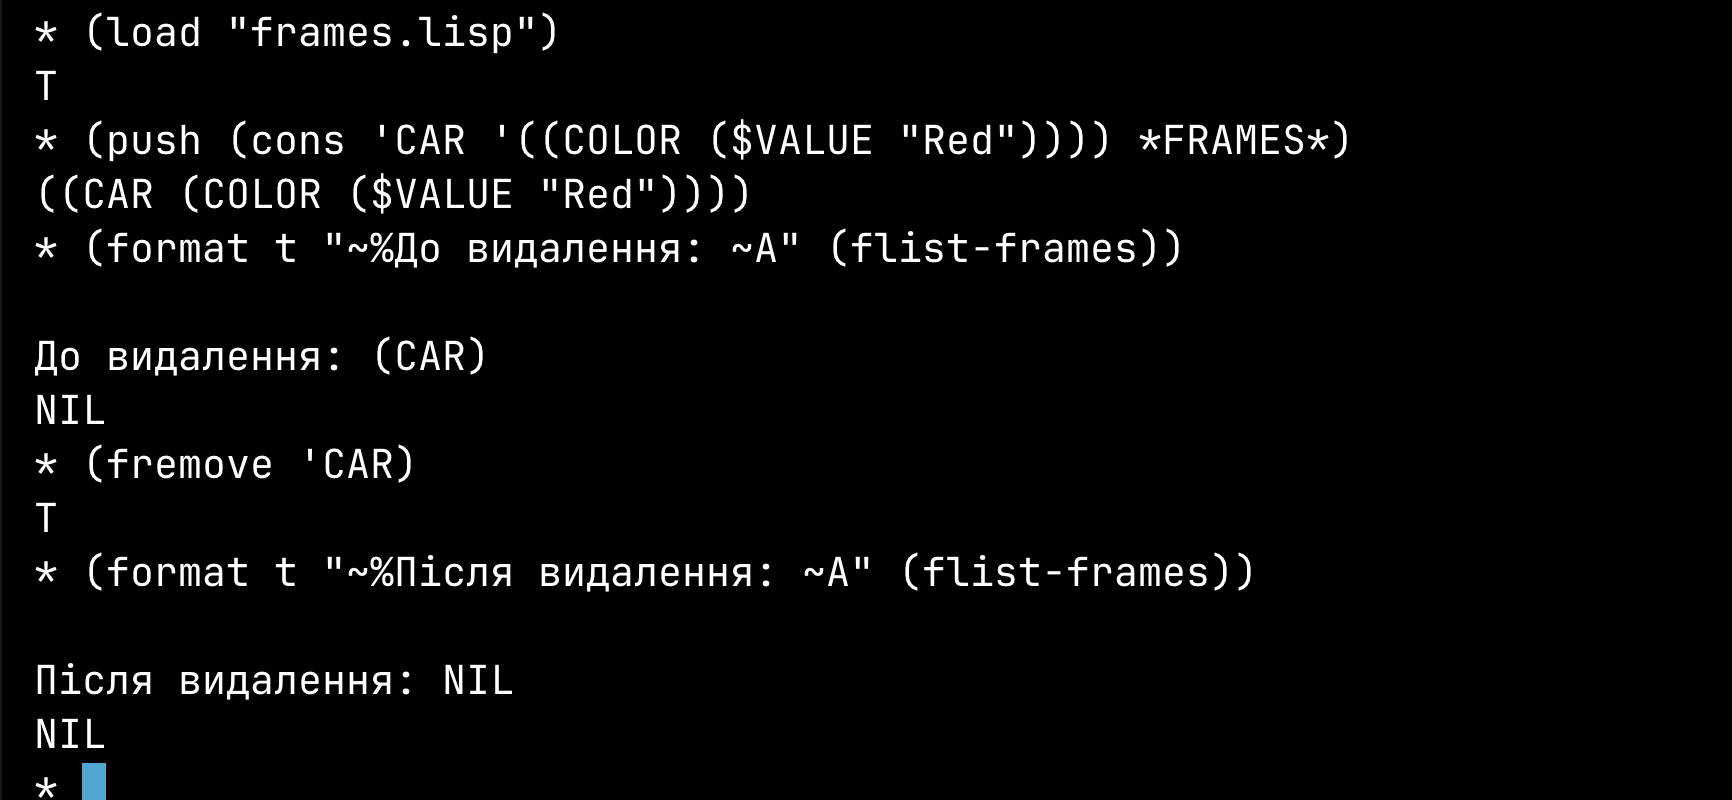 * (load "frames.lisp")
T
* (push (cons 'CAR '((COLOR ($VALUE "Red")))) *FRAMES*)
((CAR (COLOR ($VALUE "Red"))))
* (format t "~%До видалення: ~A" (flist-frames))
До видалення: (CAR)
NIL
* (fremove 'CAR)
T
* (format t "~%Після видалення: ~A" (flist-frames))
Після видалення: NIL
NIL
*